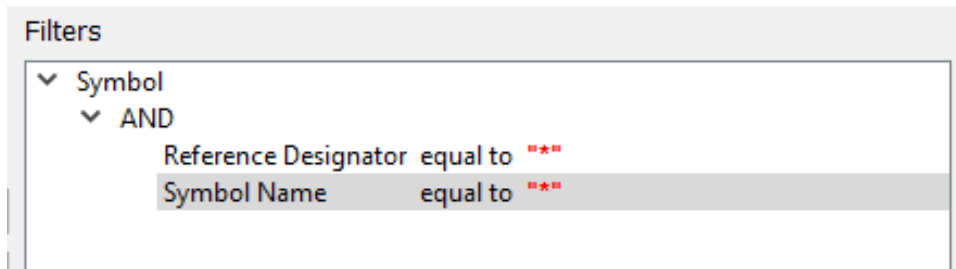 Filters
Symbol
AND
Reference Designator equal to "*"
Symbol Name equal to "*"